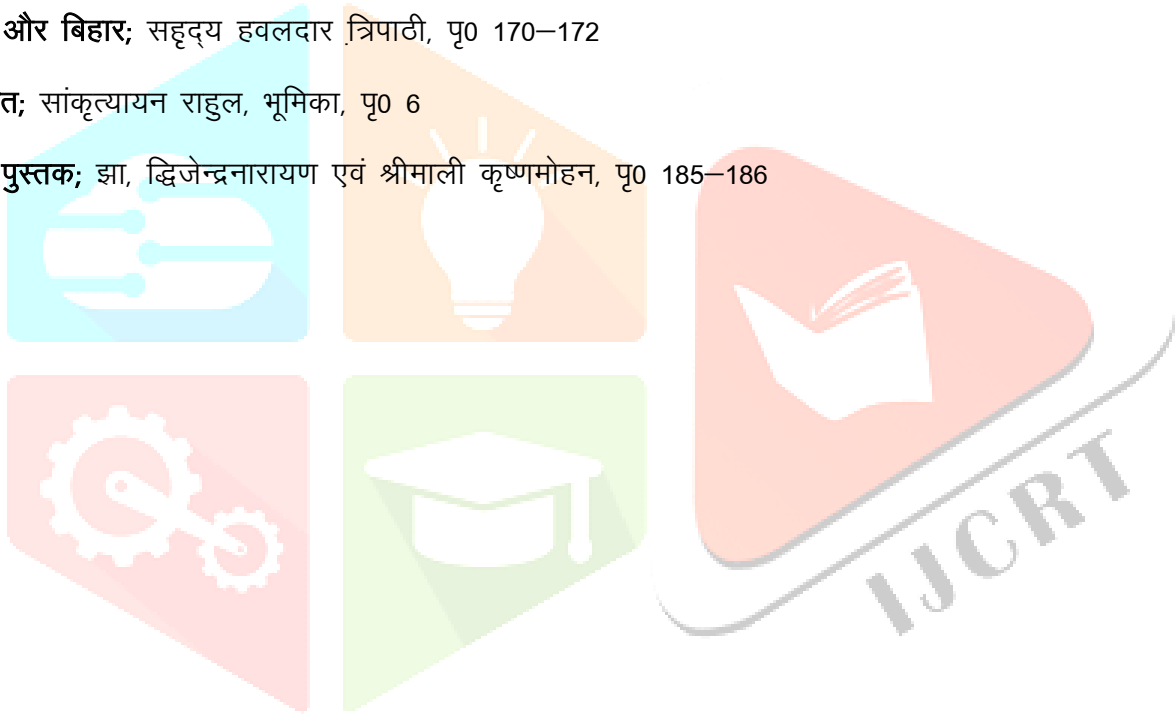 और बिहार; सहृद्य हवलदार त्रिपाठी, पृ0 170–172
त; सांकृत्यायन राहुल, भूमिका, पृ0 6
पुस्तक; झा, द्धिजेन्द्रनारायण एवं श्रीमाली कृष्णमोहन, पृ0 185–186
IJCRT